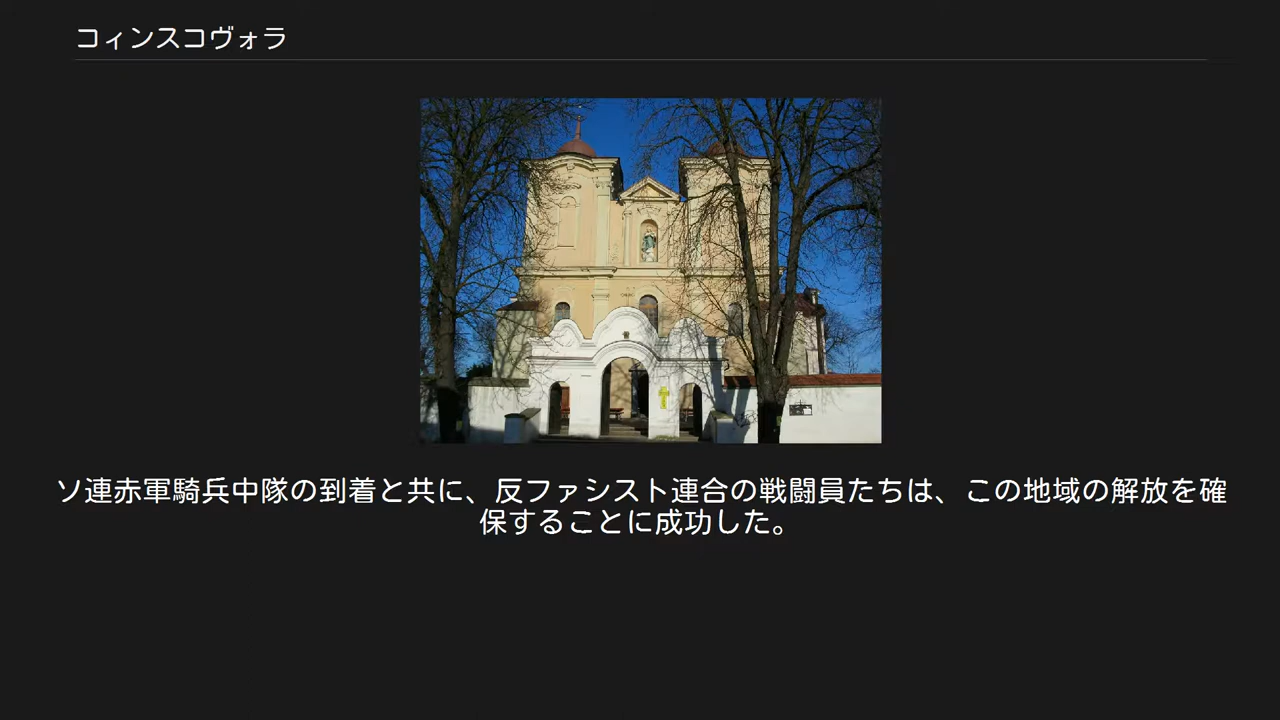 コィンスコヴォラ
ソ連赤軍騎兵中隊の到着と共に、反ファシスト連合の戦闘員たちは、この地域の解放を確
保することに成功した。